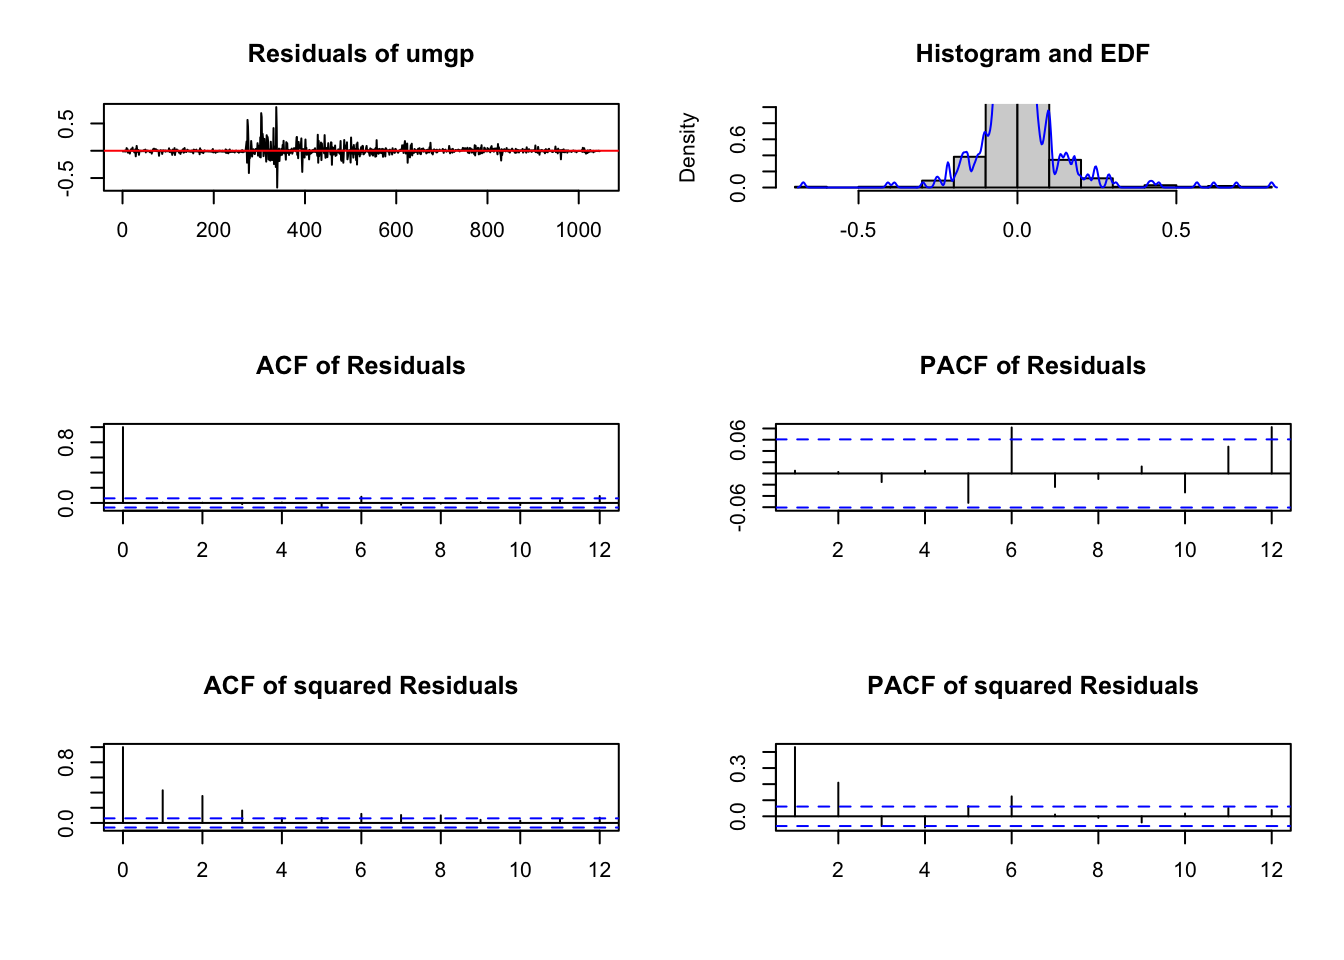 Residuals of umgp
0.5
-0.5
0 200 400 600 800 1000
Histogram and EDF
Density
0.6
0.0
-0.5 0.0 0.5
ACF of Residuals
0.8
0.0
0 2 4 6 8 10 12
PACF of Residuals
0.06
-0.06
2 4 6 8 10 12
ACF of squared Residuals
0.8
0.0
0 2 4 6 8 10 12
PACF of squared Residuals
0.3
0.0
2 4 6 8 10 12